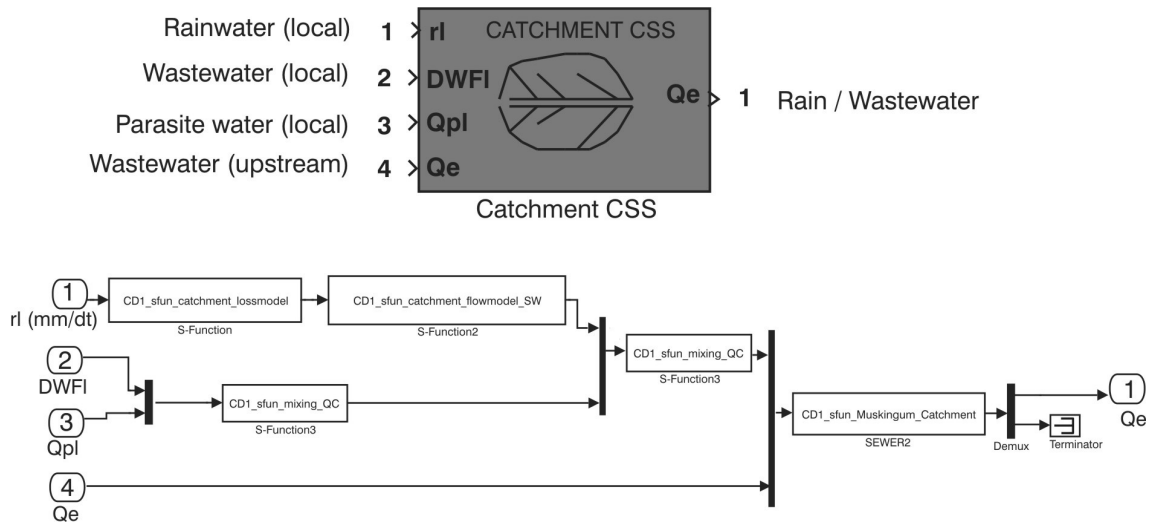 Rainwater (local) 1 rl CATCHMENT CSS
Wastewater (local) 2 DWFl
Qe 1 Rain / Wastewater
Parasite water (local) 3 Qpl
Wastewater (upstream) 4 Qe
Catchment CSS
1
rl (mm/dt)
CD1_sfun_catchment_lossmodel
S-Function
CD1_sfun_catchment_flowmodel_SW
S-Function2
2
DWFl
3
Qpl
CD1_sfun_mixing_QC
S-Function3
CD1_sfun_mixing_QC
S-Function3
4
Qe
CD1_sfun_Muskingum_Catchment
SEWER2
Demux
Terminator
1
Qe